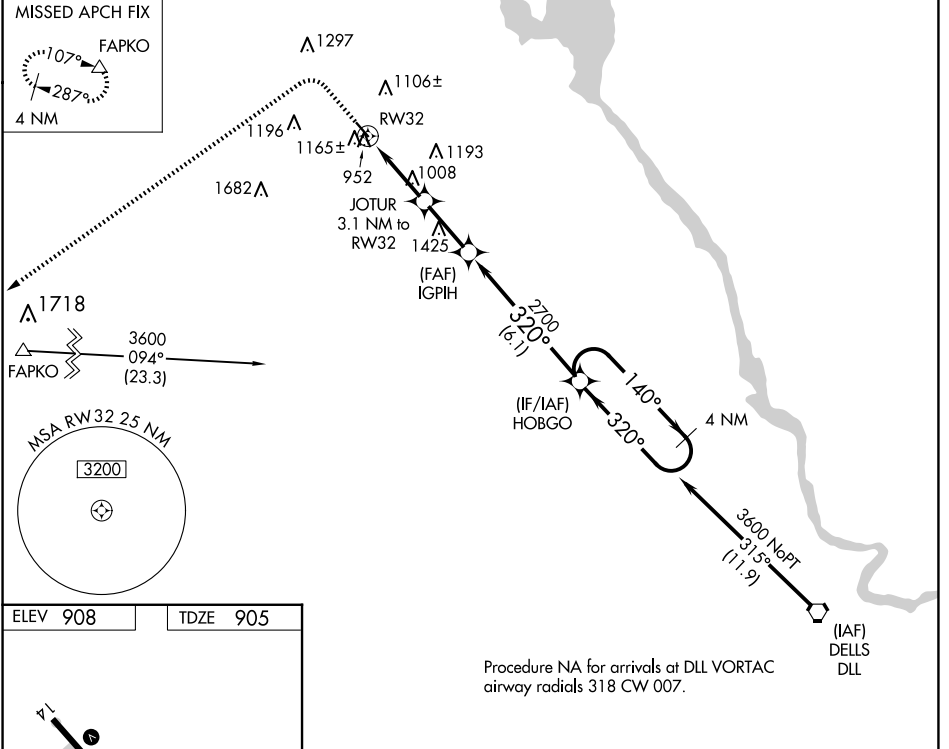 MISSED APCH FIX
FAPKO
107°
287°
4 NM
1297
1106±
RW32
1196
1165±
952
1193
1008
1682
JOTUR
3.1 NM to
RW32
1425
(FAF)
IGPIH
1718
FAPKO
3600
094°
(23.3)
2700
320°
(6.1)
(IF/IAF)
HOBGO
140°
320°
4 NM
MSA RW32 25 NM
3200
3600 NoPT
315°
(11.9)
(IAF)
DELLS
DLL
Procedure NA for arrivals at DLL VORTAC
airway radials 318 CW 007.
ELEV 908
TDZE 905
14
V